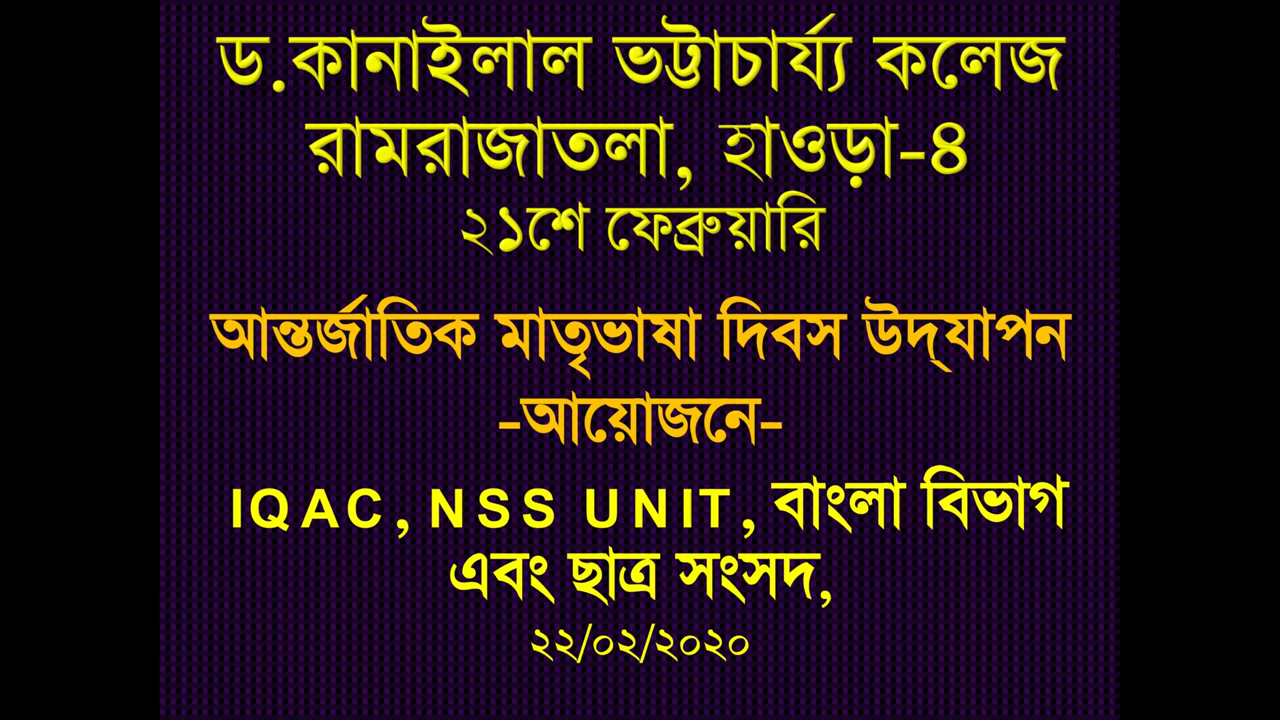 ড.কানাইলাল ভট্টাচার্য্য কলেজ
রামরাজাতলা, হাওড়া-৪
২১শে ফেব্রুয়ারি
আন্তর্জাতিক মাতৃভাষা দিবস উদ্‌যাপন
-আয়োজনে-
IQAC, NSS UNIT, বাংলা বিভাগ
এবং ছাত্র সংসদ,
২২/০২/২০২০